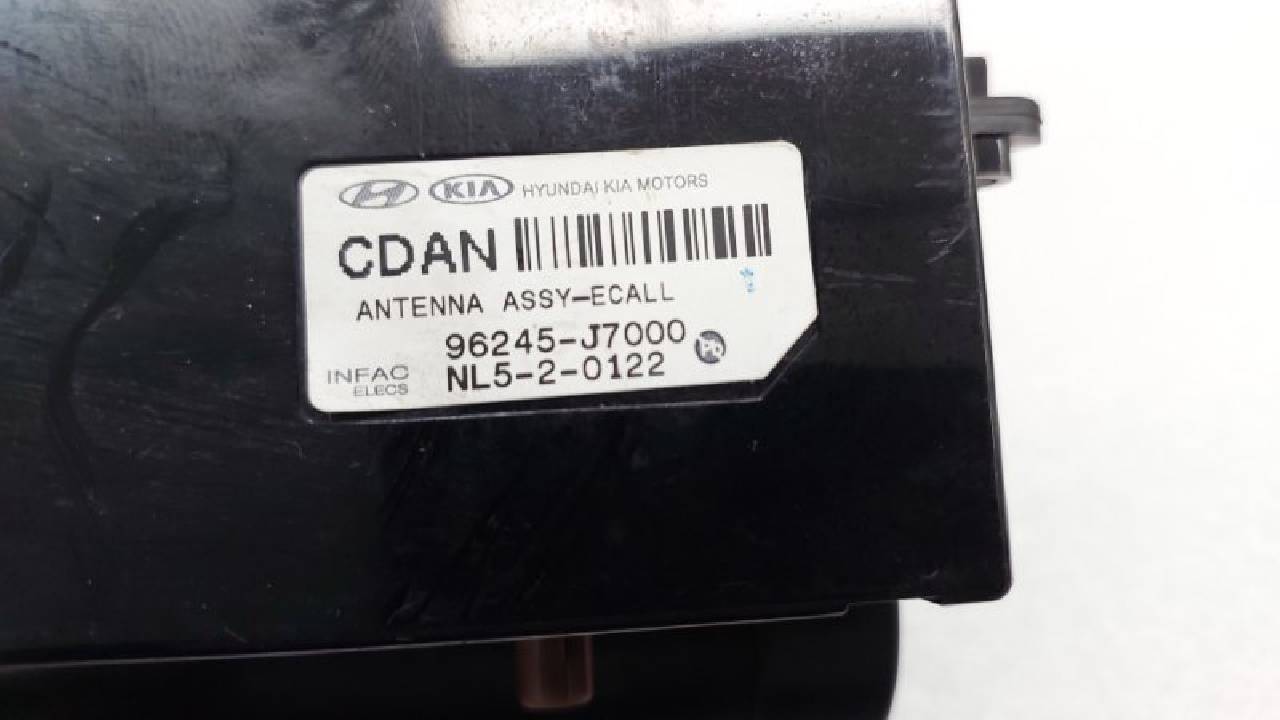 KIA HYUNDAI KIA MOTORS
CDAN
ANTENNA ASSY-ECALL
96245-J7000
INFAC
ELECS
NL5-2-0122